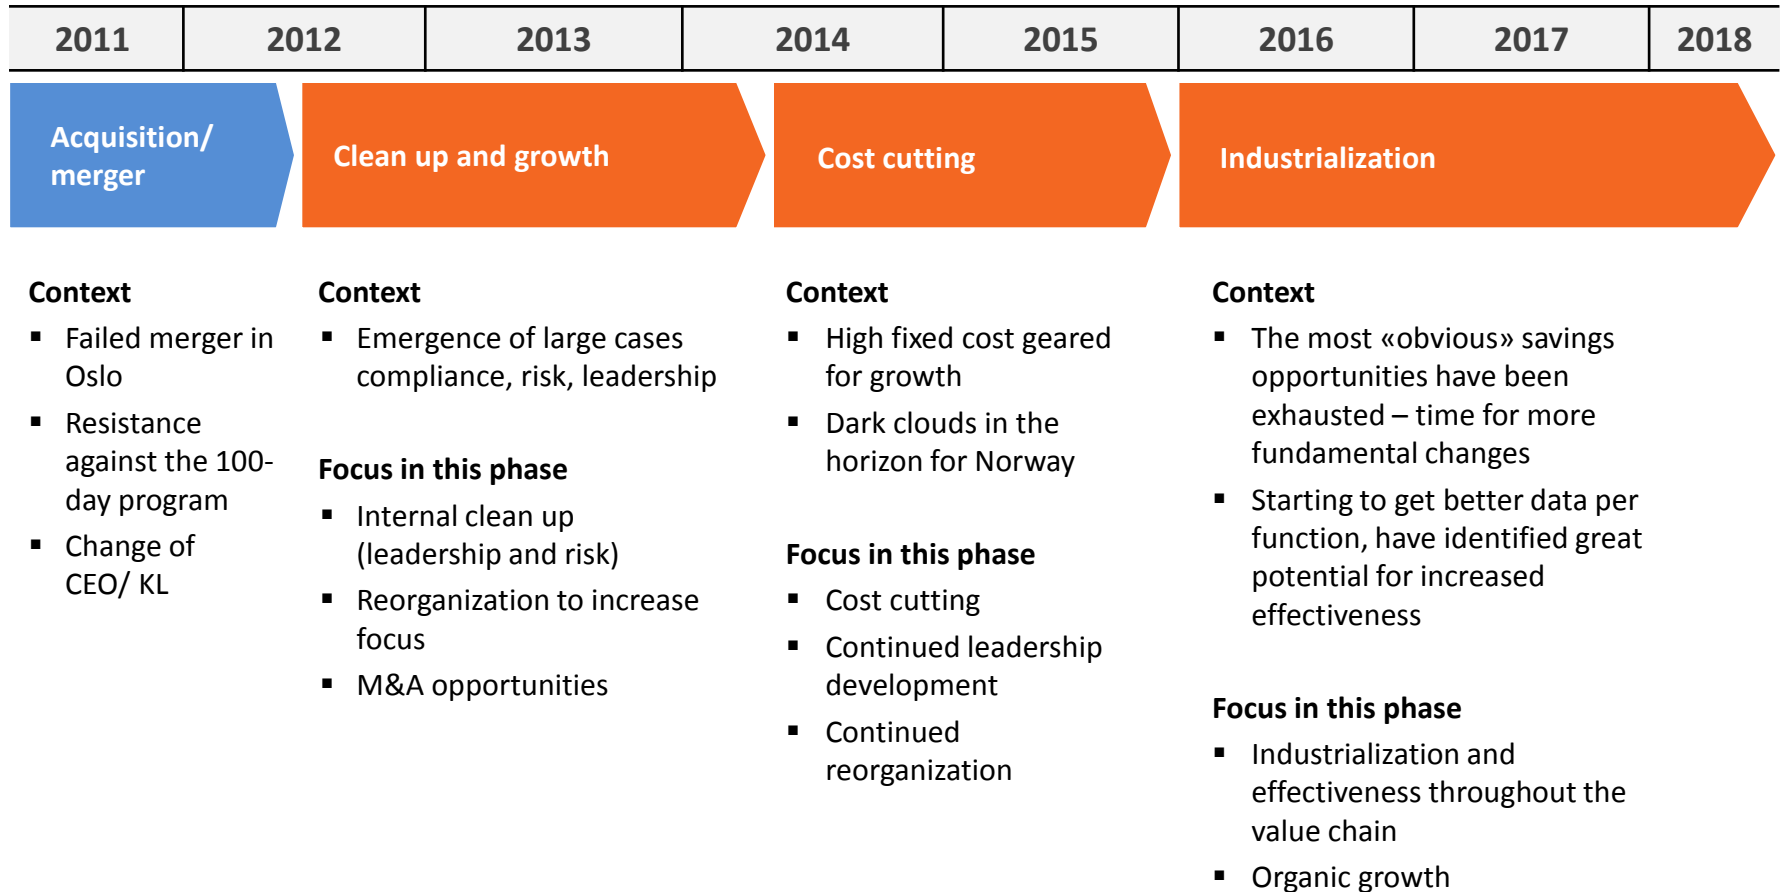 2011 2012 2013 2014 2015 2016 2017 2018
Acquisition/
merger
Clean up and growth
Cost cutting
Industrialization
Context
▪ Failed merger in
Oslo
▪ Resistance
against the 100-
day program
▪ Change of
CEO/ KL
Context
▪ Emergence of large cases
compliance, risk, leadership
Focus in this phase
▪ Internal clean up
(leadership and risk)
▪ Reorganization to increase
focus
▪ M&A opportunities
Context
▪ High fixed cost geared
for growth
▪ Dark clouds in the
horizon for Norway
Focus in this phase
▪ Cost cutting
▪ Continued leadership
development
▪ Continued
reorganization
Context
▪ The most «obvious» savings
opportunities have been
exhausted – time for more
fundamental changes
▪ Starting to get better data per
function, have identified great
potential for increased
effectiveness
Focus in this phase
▪ Industrialization and
effectiveness throughout the
value chain
▪ Organic growth